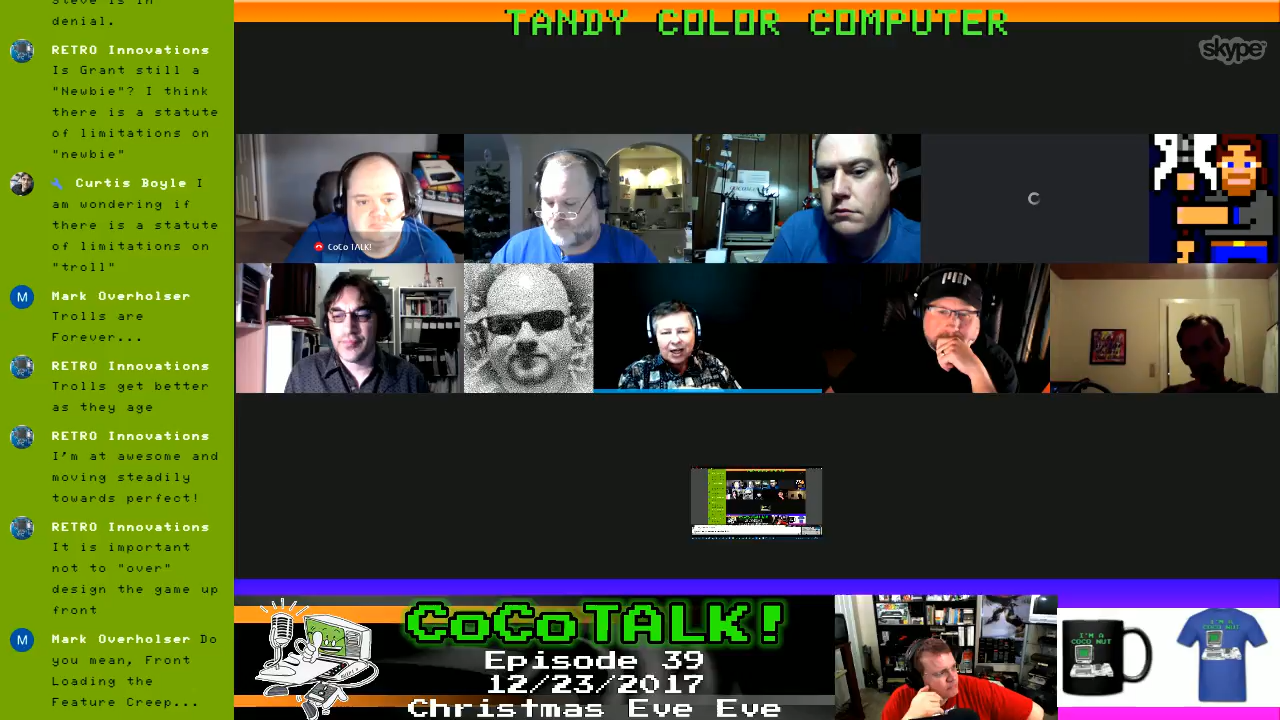 Steve is in
denial.
RETRO Innovations
Is Grant still a
"Newbie"? I think
there is a statute
of limitations on
"newbie"
Curtis Boyle I
am wondering if
there is a statute
of limitations on
"troll"
M
Mark Overholser
Trolls are
Forever...
RETRO Innovations
Trolls get better
as they age
RETRO Innovations
I'm at awesome and
moving steadily
towards perfect!
RETRO Innovations
It is important
not to "over"
design the game up
front
M
Mark Overholser Do
you mean, Front
Loading the
Feature Creep...
TANDY COLOR COMPUTER
skype
CoCo TALK!
MIT
CoCoTALK!
Episode 39
12/23/2017
Christmas Eve Eve
I'M A
COCO NUT
I'M A
COCO NUT